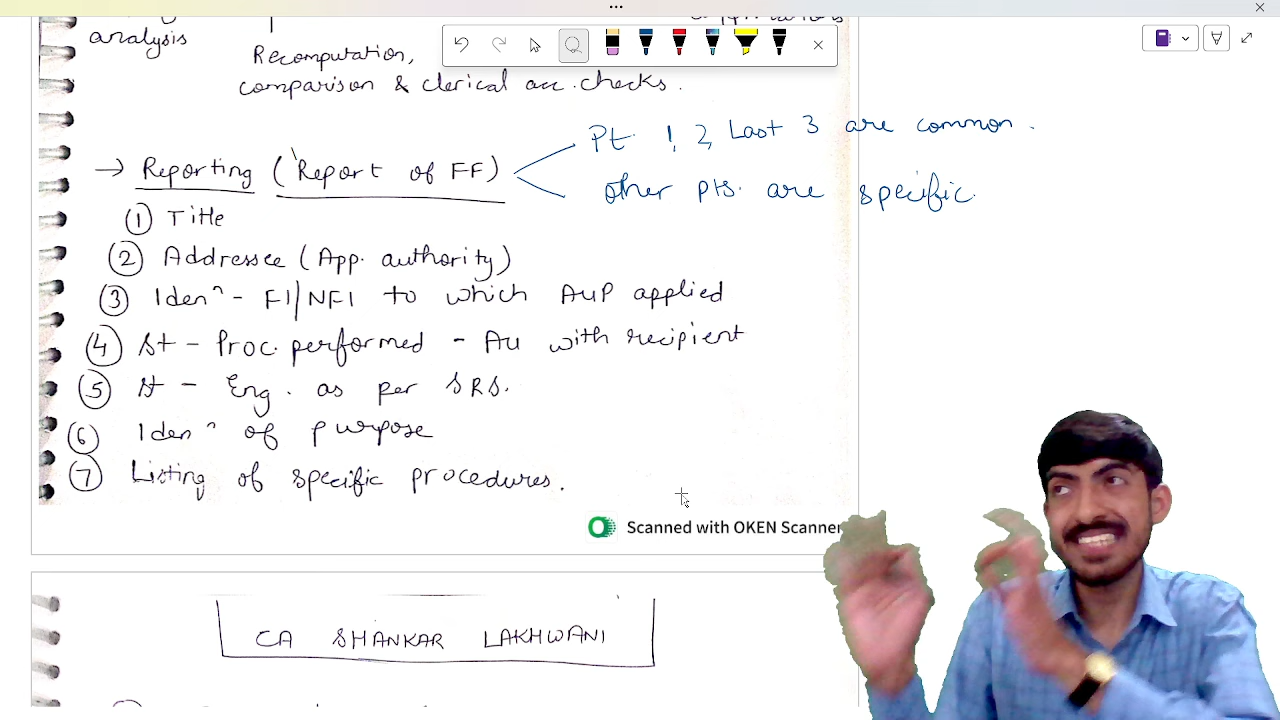 analysis
Recomputation,
comparison & clerical acc. checks.
→ Reporting (Report of FF)
Pt. 1, 2, Last 3 are common.
other pts. are specific.
① Title
② Addressee (App. authority)
③ Idenⁿ - FI/NFI to which AUP applied
④ St - Proc. performed - Au with recipient
⑤ St - Eng. as per SRS.
⑥ Idenⁿ of purpose
⑦ Listing of specific procedures.
Scanned with OKEN Scanner
CA SHANKAR LAKHWANI